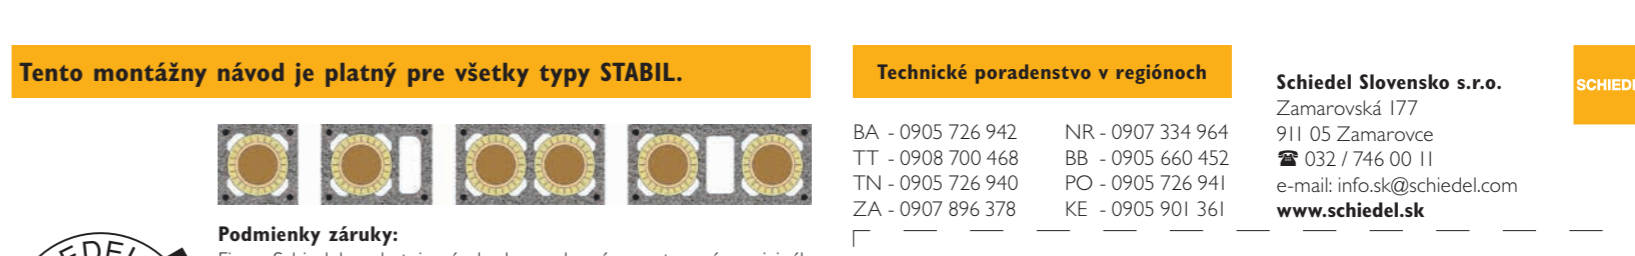 Tento montážny návod je platný pre všetky typy STABIL.
Podmienky záruky:
Technické poradenstvo v regiónoch
BA - 0905 726 942
TT - 0908 700 468
TN - 0905 726 940
ZA - 0907 896 378
NR - 0907 334 964
BB - 0905 660 452
PO - 0905 726 941
KE - 0905 901 361
Schiedel Slovensko s.r.o.
Zamarovská 177
911 05 Zamarovce
☎ 032 / 746 00 11
e-mail: info.sk@schiedel.com
www.schiedel.sk
SCHIEDE